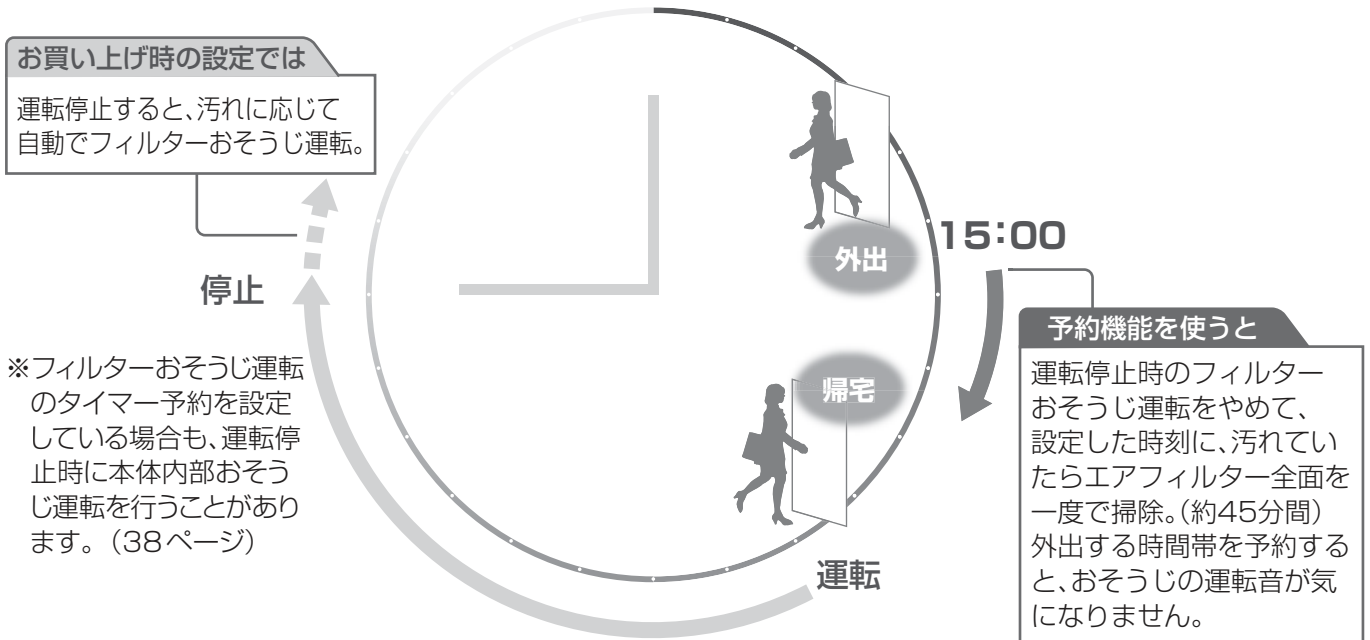 お買い上げ時の設定では
運転停止すると、汚れに応じて
自動でフィルターおそうじ運転。
停止
※フィルターおそうじ運転
のタイマー予約を設定
している場合も、運転停
止時に本体内部おそう
じ運転を行うことがあり
ます。（38ページ）
外出
15:00
帰宅
運転
予約機能を使うと
運転停止時のフィルター
おそうじ運転をやめて、
設定した時刻に、汚れてい
たらエアフィルター全面を
一度で掃除。（約45分間）
外出する時間帯を予約する
と、おそうじの運転音が気
になりません。